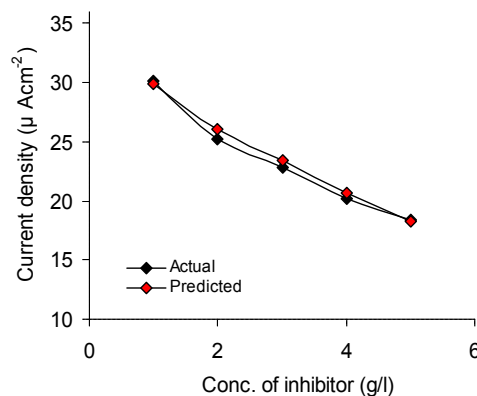 35
30
25
20
15
10
Current density (μ Acm-2)
Actual
Predicted
0 2 4 6
Conc. of inhibitor (g/l)